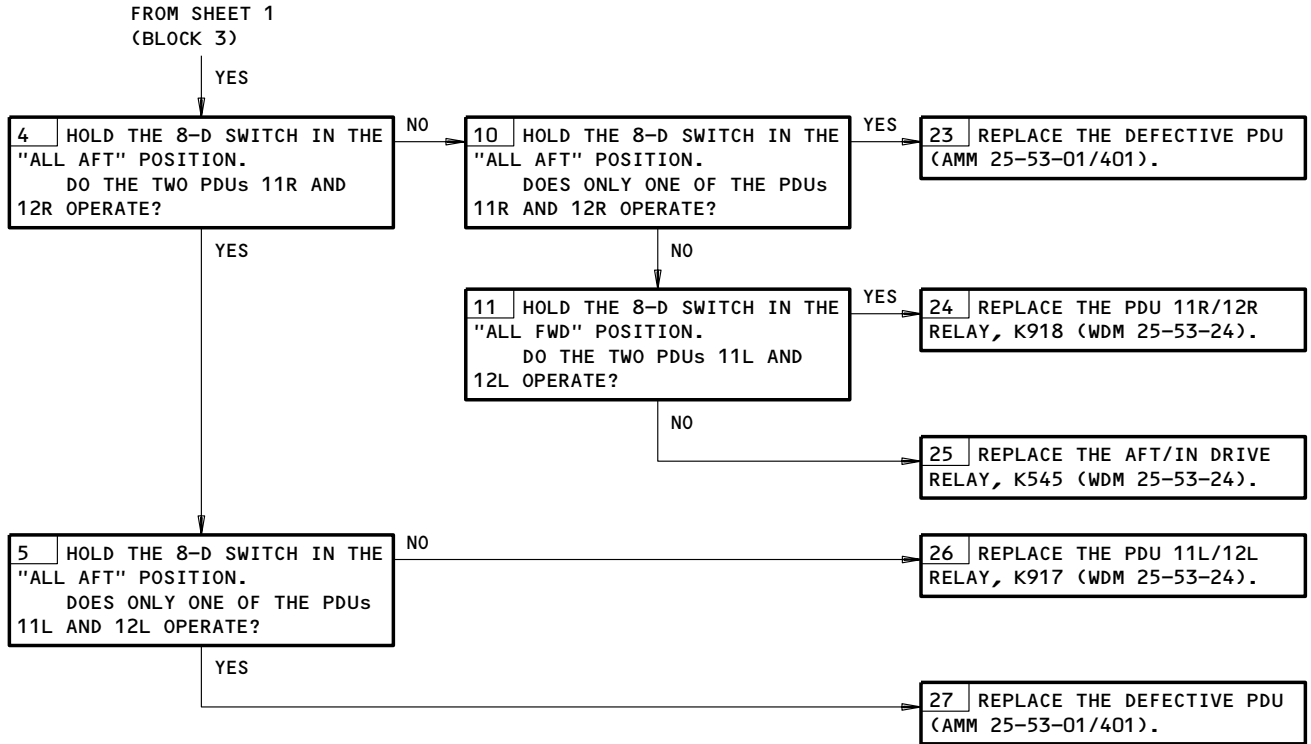 FROM SHEET 1
(BLOCK 3)
YES
4 HOLD THE 8-D SWITCH IN THE
"ALL AFT" POSITION.
DO THE TWO PDUs 11R AND
12R OPERATE?
NO
10 HOLD THE 8-D SWITCH IN THE
"ALL AFT" POSITION.
DOES ONLY ONE OF THE PDUs
11R AND 12R OPERATE?
YES
23 REPLACE THE DEFECTIVE PDU
(AMM 25-53-01/401).
YES
NO
11 HOLD THE 8-D SWITCH IN THE
"ALL FWD" POSITION.
DO THE TWO PDUs 11L AND
12L OPERATE?
YES
24 REPLACE THE PDU 11R/12R
RELAY, K918 (WDM 25-53-24).
NO
25 REPLACE THE AFT/IN DRIVE
RELAY, K545 (WDM 25-53-24).
5 HOLD THE 8-D SWITCH IN THE
"ALL AFT" POSITION.
DOES ONLY ONE OF THE PDUs
11L AND 12L OPERATE?
NO
26 REPLACE THE PDU 11L/12L
RELAY, K917 (WDM 25-53-24).
YES
27 REPLACE THE DEFECTIVE PDU
(AMM 25-53-01/401).